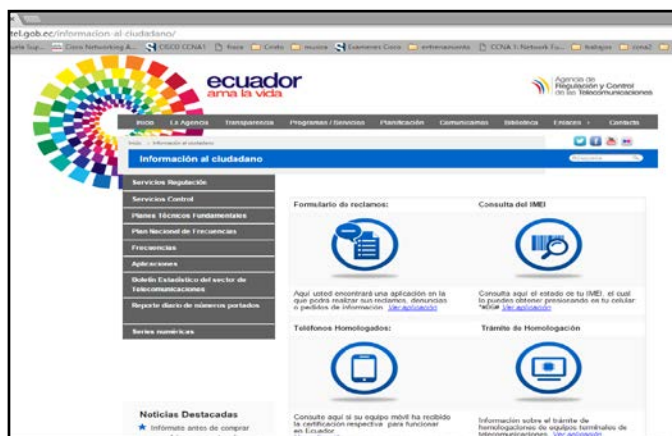 tel.gob.ec/informacion-al-ciudadano/
Cisco Networking A... CISCO CCNA1 Cisco musica Examenes Cisco entrenamiento CCNA 1: Network Fu... trabajos
ecuador
ama la vida
Agencia de
Regulación y Control
de las Telecomunicaciones
Inicio La Agencia Transparencia Programas / Servicios Planificación Comunicamos Biblioteca Enlaces Contacto
Inicio Información al ciudadano
Información al ciudadano
Servicios Regulación
Servicios Control
Planes Técnicos Fundamentales
Plan Nacional de Frecuencias
Frecuencias
Aplicaciones
Boletín Estadístico del sector de
Telecomunicaciones
Reporte diario de números portados
Series numéricas
Formulario de reclamos:
Aquí usted encontrará una aplicación en la
que podrá realizar sus reclamos, denuncias
o pedidos de información. Ver aplicación
Consulta del IMEI
Consulta aquí el estado de tu IMEI, el cual
lo puedes obtener presionando en tu celular
*#06# Ver aplicación
Teléfonos Homologados:
Consulte aquí si su equipo móvil ha recibido
la certificación respectiva para funcionar
en Ecuador
Trámite de Homologación
Información sobre el trámite de
homologaciones de equipos terminales de
telecomunicaciones. Ver aplicación
Noticias Destacadas
Infórmate antes de comprar